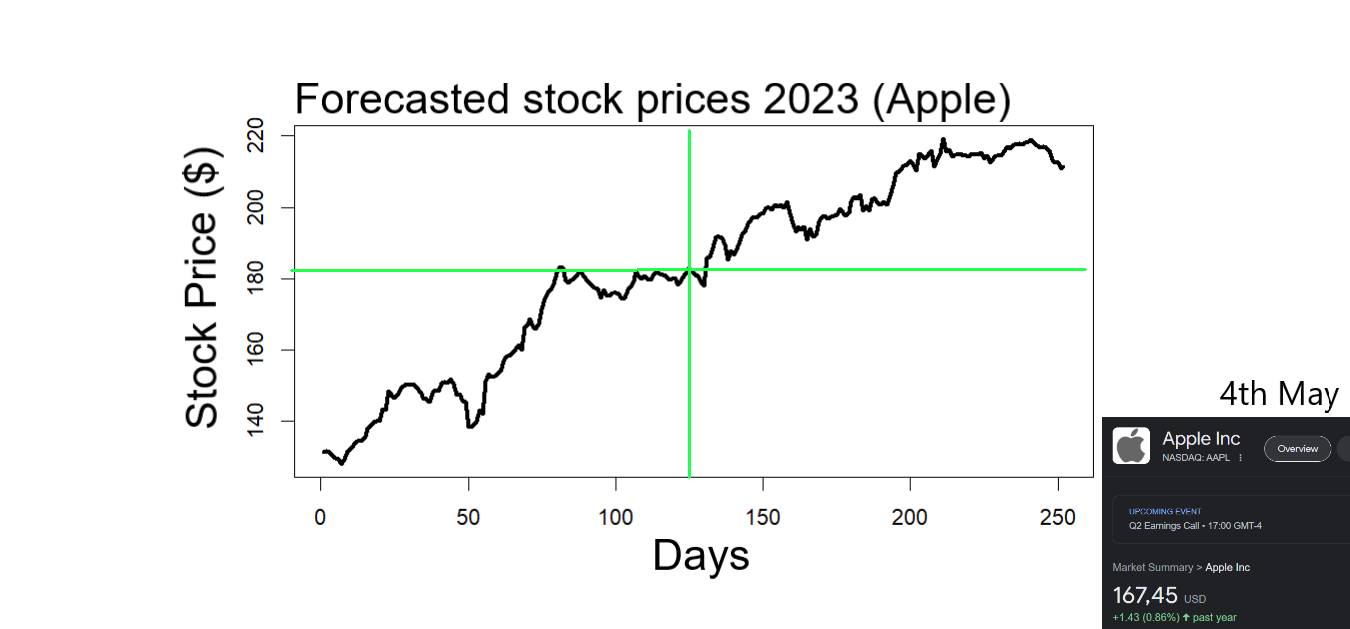 Forecasted stock prices 2023 (Apple)
Stock Price ($)
220
200
180
160
140
0 50 100 150 200 250
Days
4th May
Apple Inc
NASDAQ: AAPL
Overview
UPCOMING EVENT
Q2 Earnings Call • 17:00 GMT-4
Market Summary > Apple Inc
167,45 USD
+1.43 (0.86%) ↑ past year